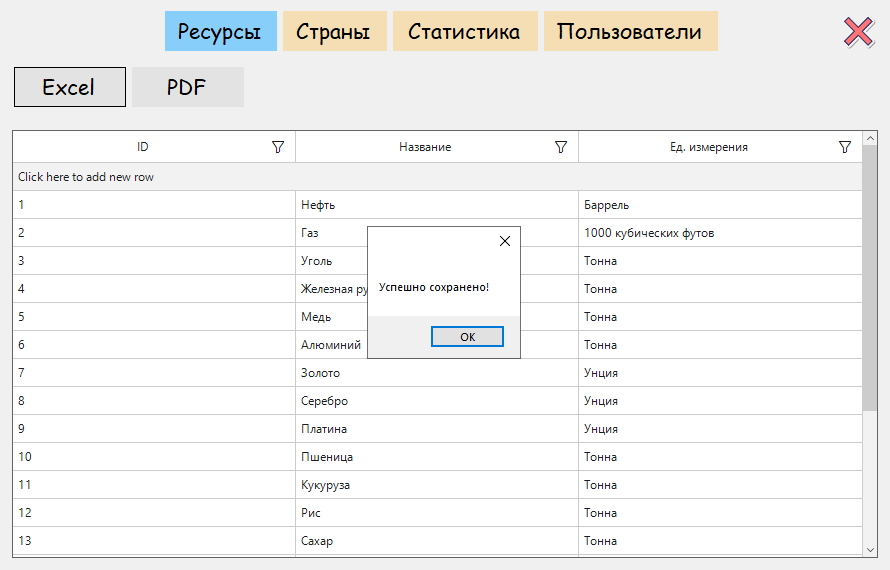 Ресурсы Страны Статистика Пользователи
Excel PDF
ID Название Ед. измерения
Click here to add new row
1 Нефть Баррель
2 Газ 1000 кубических футов
3 Уголь Тонна
4 Железная ру Тонна
5 Медь Тонна
6 Алюминий Тонна
7 Золото Унция
8 Серебро Унция
9 Платина Унция
10 Пшеница Тонна
11 Кукуруза Тонна
12 Рис Тонна
13 Сахар Тонна
Успешно сохранено!
OK